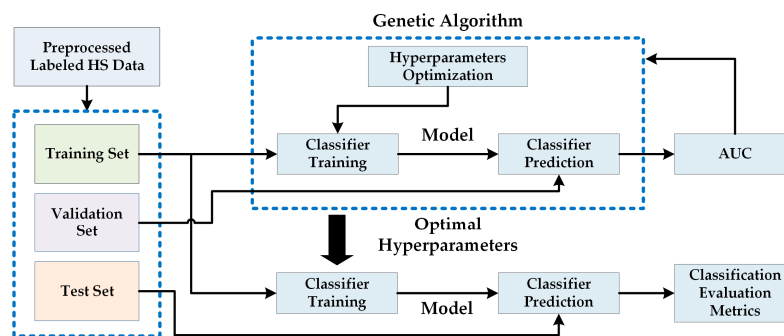 Genetic Algorithm
Preprocessed
Labeled HS Data
Hyperparameters
Optimization
Training Set
Classifier
Training
Model
Classifier
Prediction
AUC
Validation
Set
Optimal
Hyperparameters
Test Set
Classifier
Training
Model
Classifier
Prediction
Classification
Evaluation
Metrics